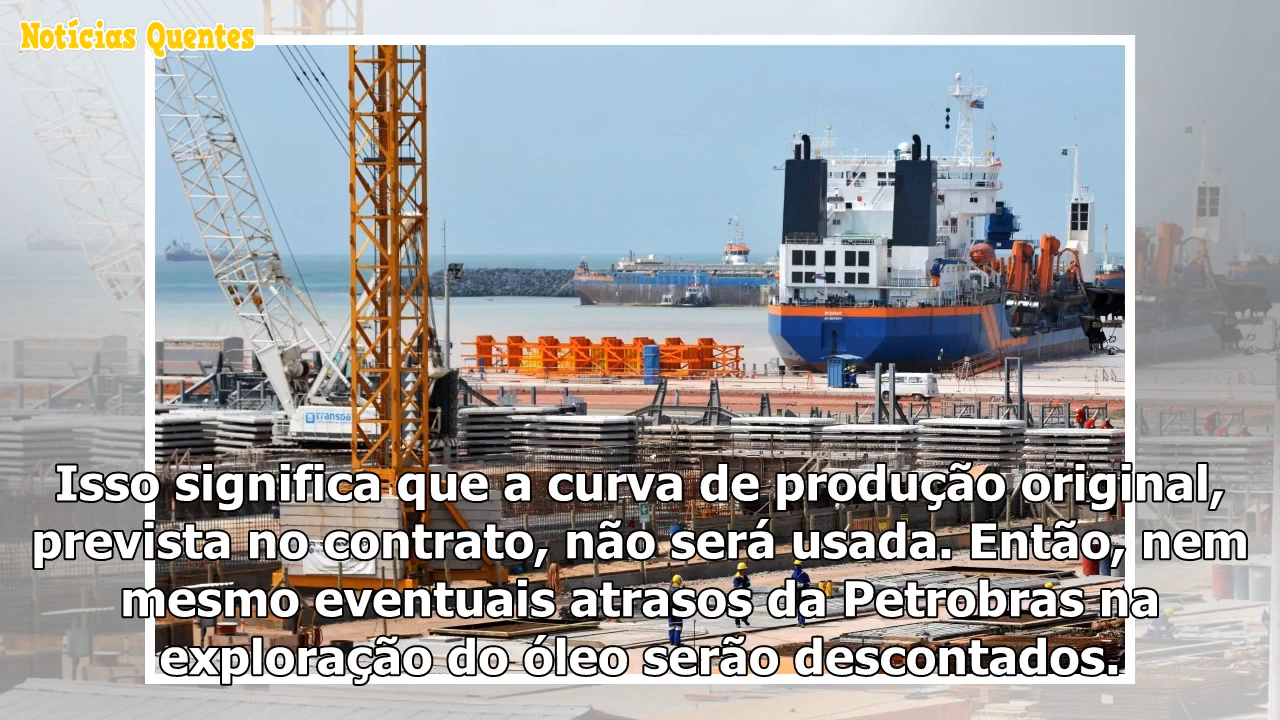 Notícias Quentes
Isso significa que a curva de produção original,
prevista no contrato, não será usada. Então, nem
mesmo eventuais atrasos da Petrobras na
exploração do óleo serão descontados.